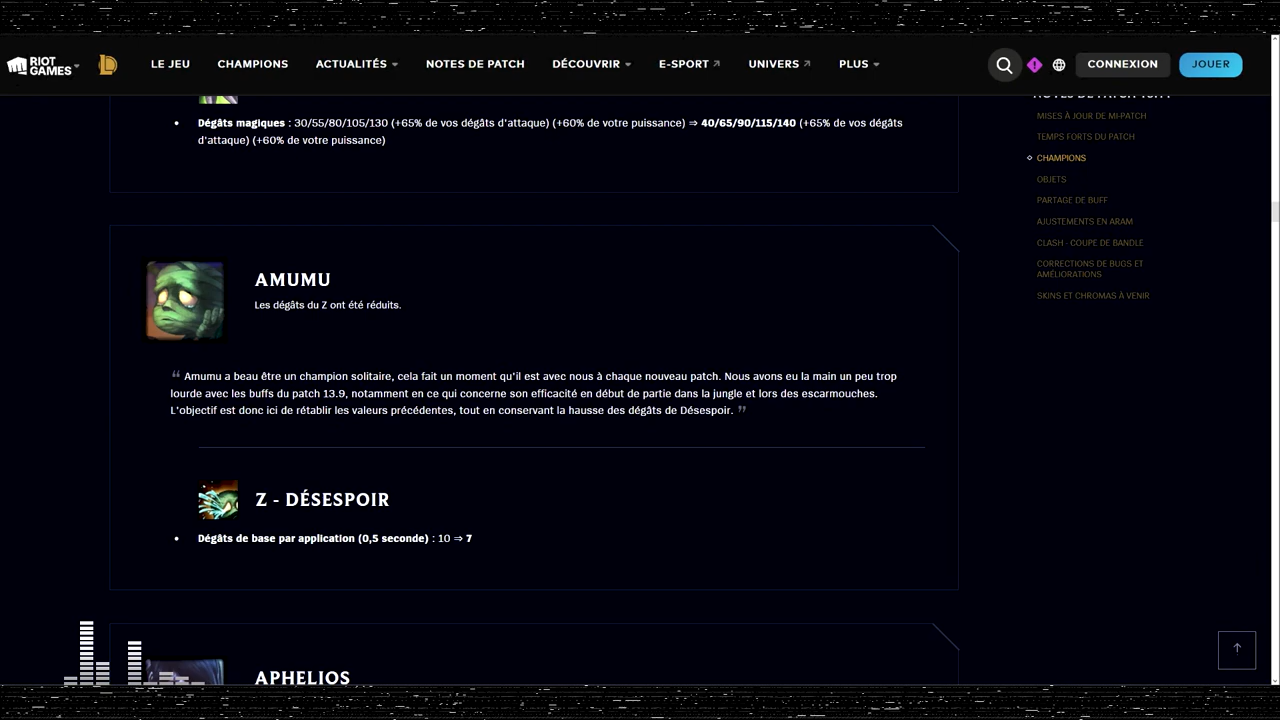 RIOT GAMES
LE JEU
CHAMPIONS
ACTUALITÉS
NOTES DE PATCH
DÉCOUVRIR
E-SPORT
UNIVERS
PLUS
CONNEXION
JOUER
Dégâts magiques : 30/55/80/105/130 (+65% de vos dégâts d'attaque) (+60% de votre puissance) ⇒ 40/65/90/115/140 (+65% de vos dégâts
d'attaque) (+60% de votre puissance)
AMUMU
Les dégâts du Z ont été réduits.
“ Amumu a beau être un champion solitaire, cela fait un moment qu'il est avec nous à chaque nouveau patch. Nous avons eu la main un peu trop
lourde avec les buffs du patch 13.9, notamment en ce qui concerne son efficacité en début de partie dans la jungle et lors des escarmouches.
L'objectif est donc ici de rétablir les valeurs précédentes, tout en conservant la hausse des dégâts de Désespoir. ”
Z - DÉSESPOIR
Dégâts de base par application (0,5 seconde) : 10 ⇒ 7
APHELIOS
MISES À JOUR DE MI-PATCH
TEMPS FORTS DU PATCH
CHAMPIONS
OBJETS
PARTAGE DE BUFF
AJUSTEMENTS EN ARAM
CLASH - COUPE DE BANDLE
CORRECTIONS DE BUGS ET
AMÉLIORATIONS
SKINS ET CHROMAS À VENIR